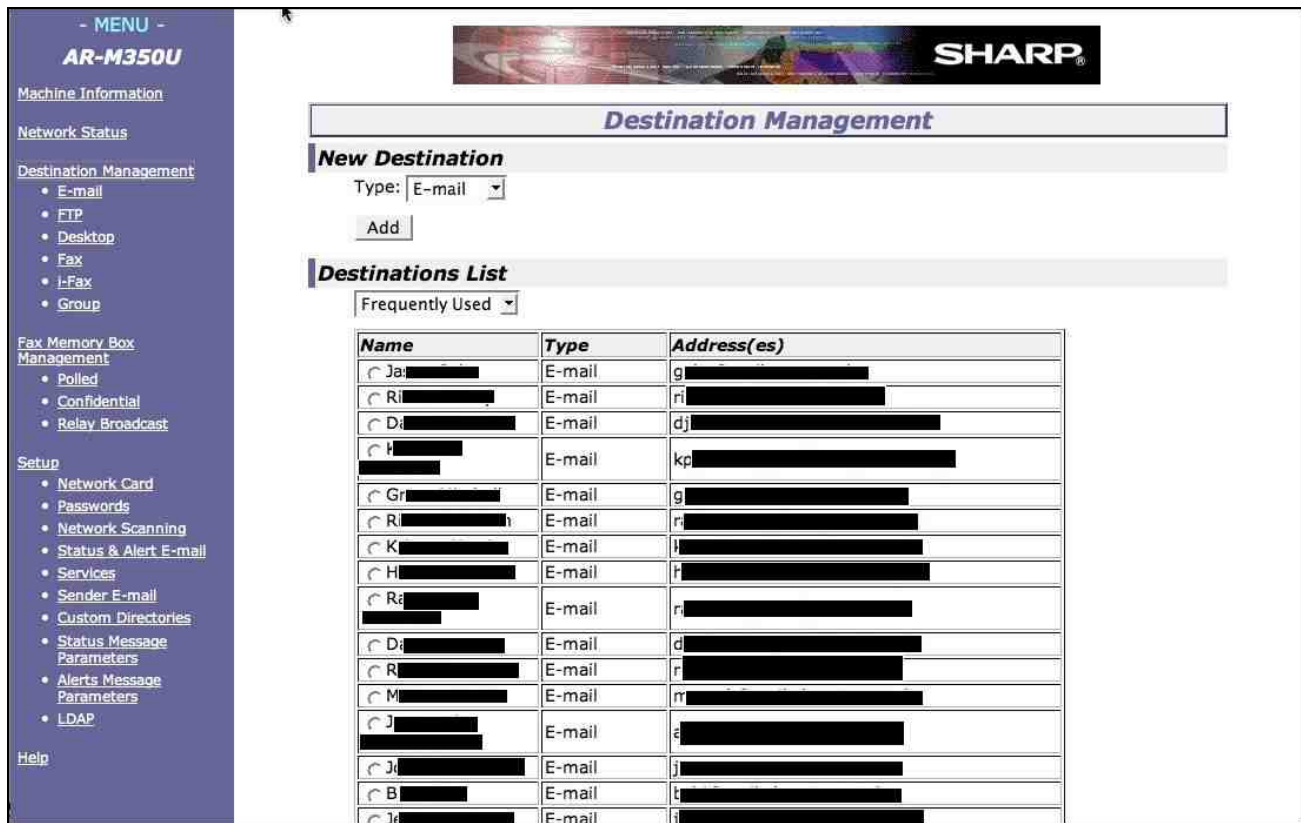 - MENU -
AR-M350U
Machine Information
Network Status
Destination Management
• E-mail
• FTP
• Desktop
• Fax
• i-Fax
• Group
Fax Memory Box
Management
• Polled
• Confidential
• Relay Broadcast
Setup
• Network Card
• Passwords
• Network Scanning
• Status & Alert E-mail
• Services
• Sender E-mail
• Custom Directories
• Status Message
Parameters
• Alerts Message
Parameters
• LDAP
Help
SHARP®
Destination Management
New Destination
Type: E-mail
Add
Destinations List
Frequently Used
Name Type Address(es)
E-mail
E-mail ri
E-mail dj
E-mail kp
Gr E-mail g
E-mail
K E-mail
H E-mail h
E-mail
E-mail d
R E-mail
M E-mail m
J E-mail
E-mail j
B E-mail
E-mail